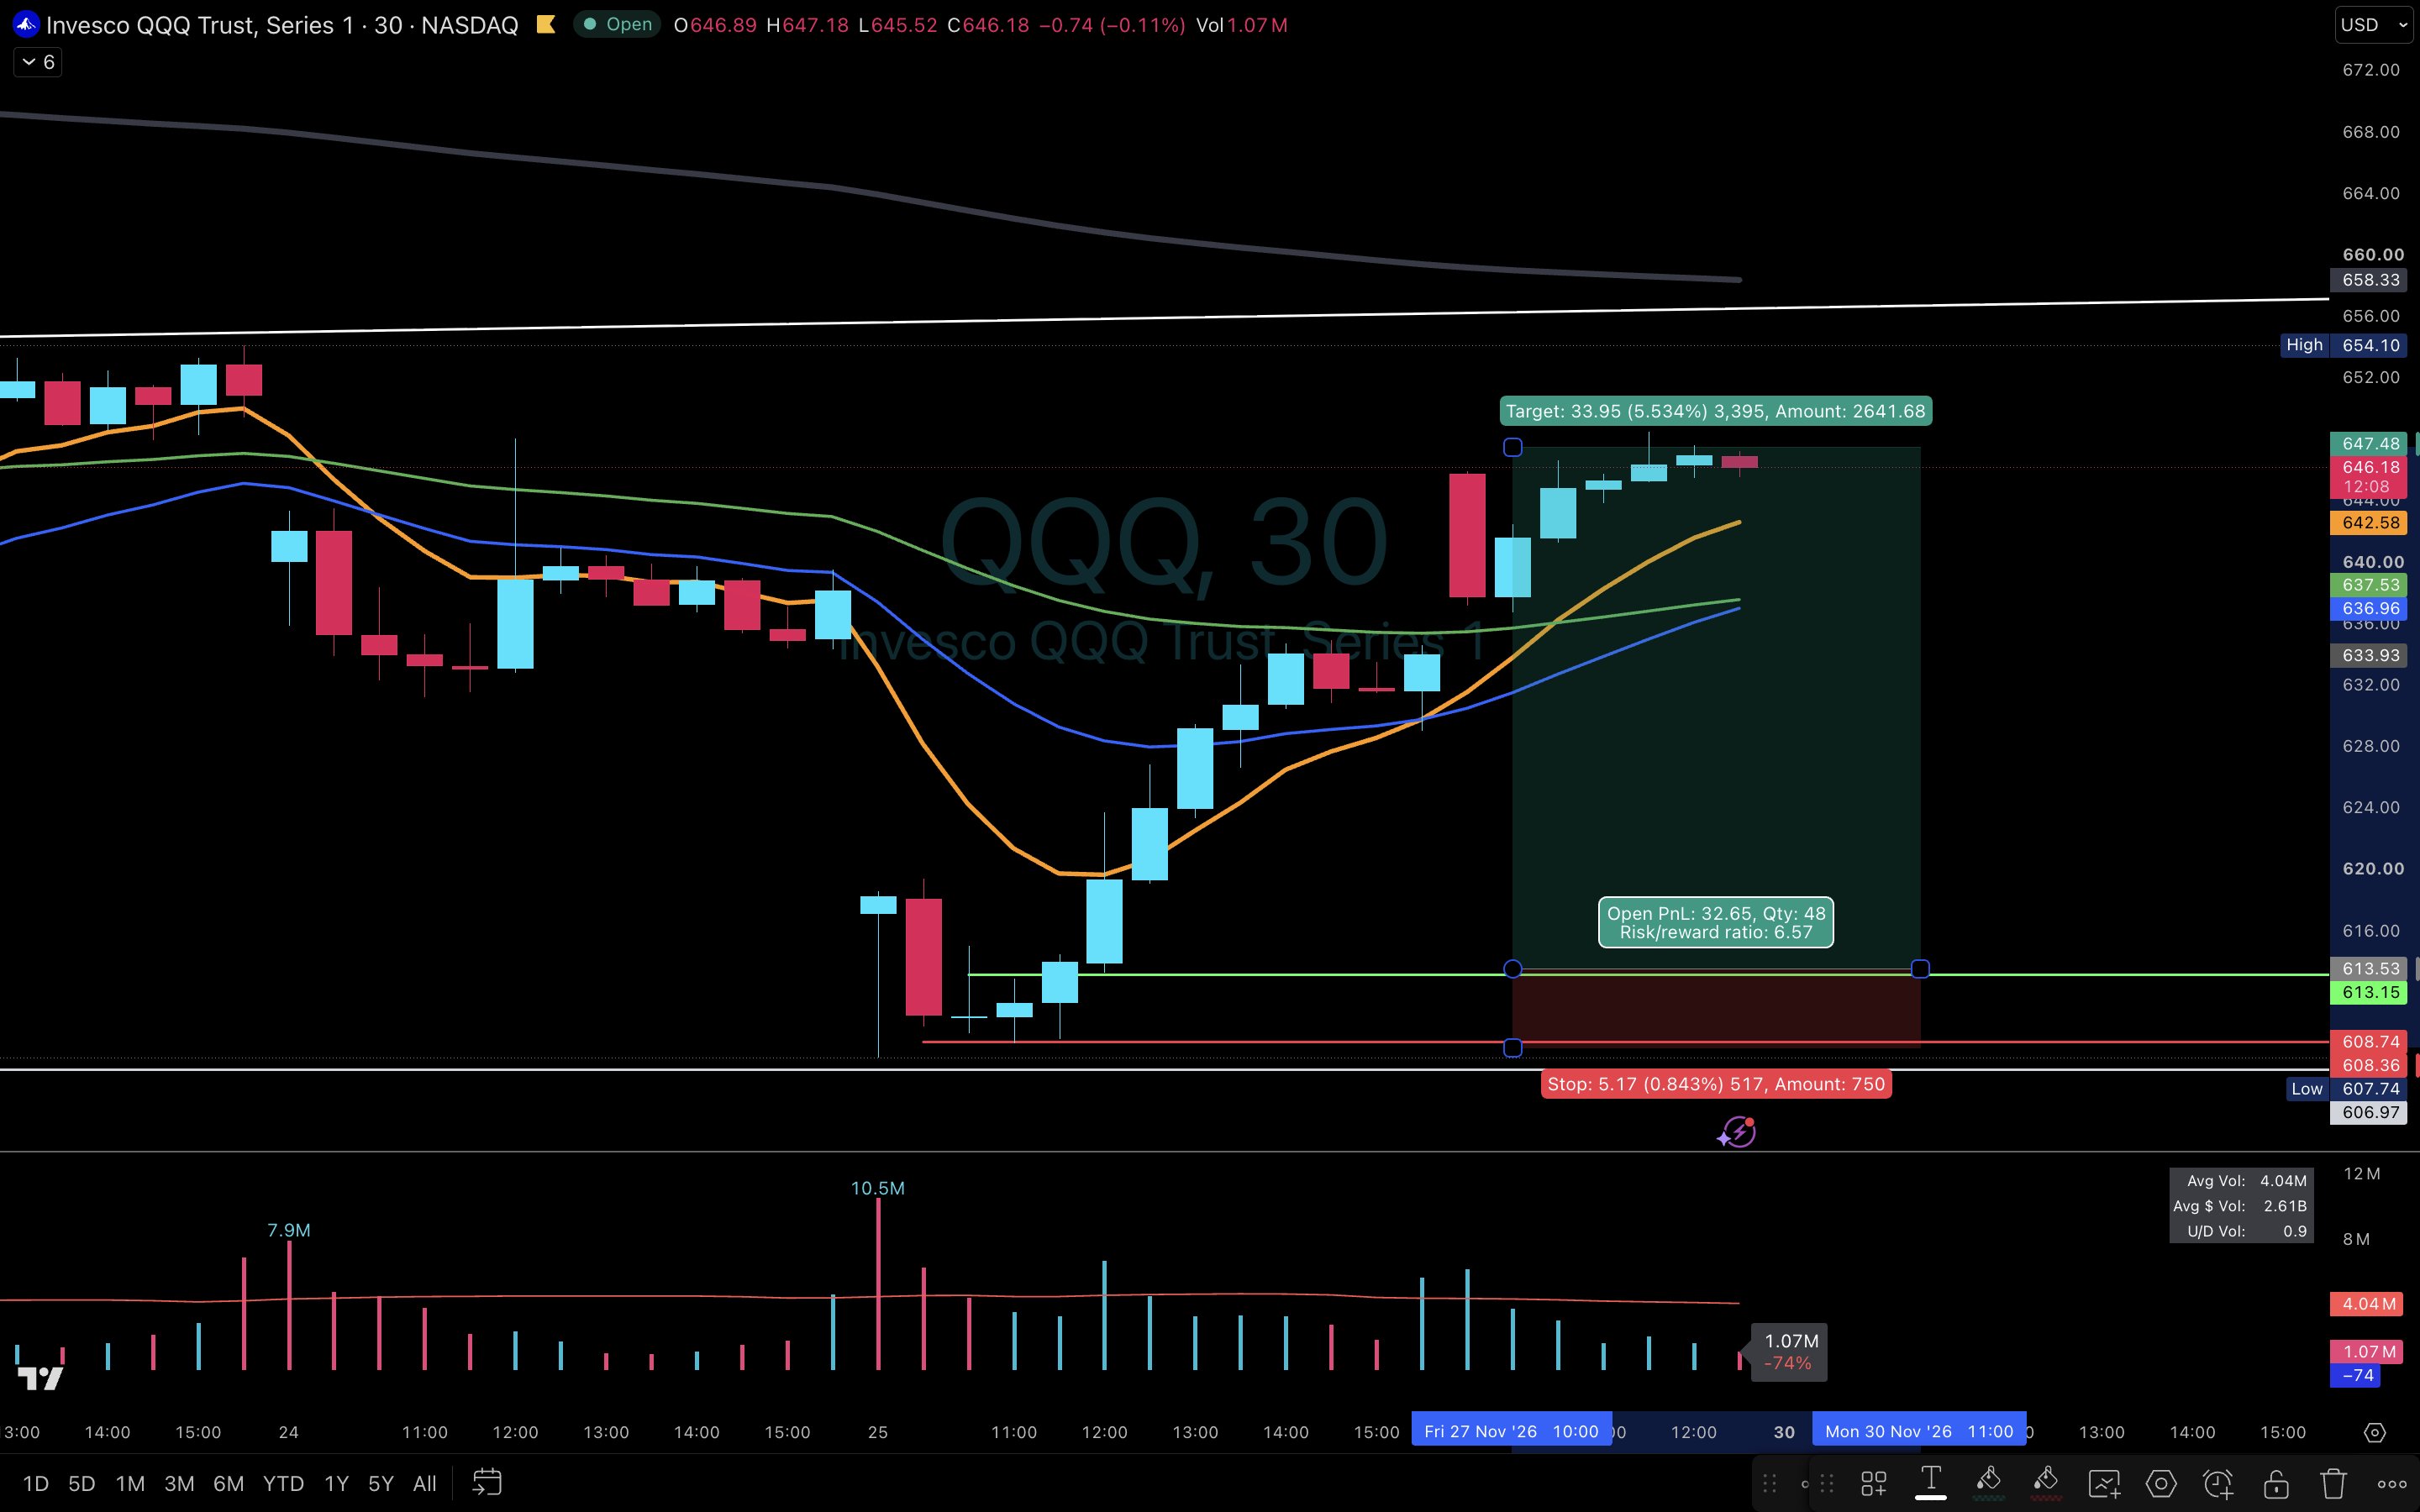 Invesco QQQ Trust, Series 1 · 30 · NASDAQ Open O646.89 H647.18 L645.52 C646.18 −0.74 (−0.11%) Vol1.07 M
USD
6
672.00
668.00
664.00
660.00
658.33
656.00
High 654.10
652.00
Target: 33.95 (5.534%) 3,395, Amount: 2641.68
647.48
646.18
12:08
644.00
642.58
640.00
637.53
636.96
636.00
633.93
632.00
628.00
624.00
620.00
616.00
613.53
613.15
608.74
608.36
Low 607.74
606.97
QQQ, 30
Invesco QQQ Trust, Series 1
Open PnL: 32.65, Qty: 48
Risk/reward ratio: 6.57
Stop: 5.17 (0.843%) 517, Amount: 750
10.5M
7.9M
Avg Vol: 4.04M
Avg $ Vol: 2.61B
U/D Vol: 0.9
12 M
8 M
4.04 M
1.07 M
−74
1.07M
-74%
13:00 14:00 15:00 24 11:00 12:00 13:00 14:00 15:00 25 11:00 12:00 13:00 14:00 15:00 Fri 27 Nov '26 10:00 12:00 30 Mon 30 Nov '26 11:00 13:00 14:00 15:00
1D 5D 1M 3M 6M YTD 1Y 5Y All